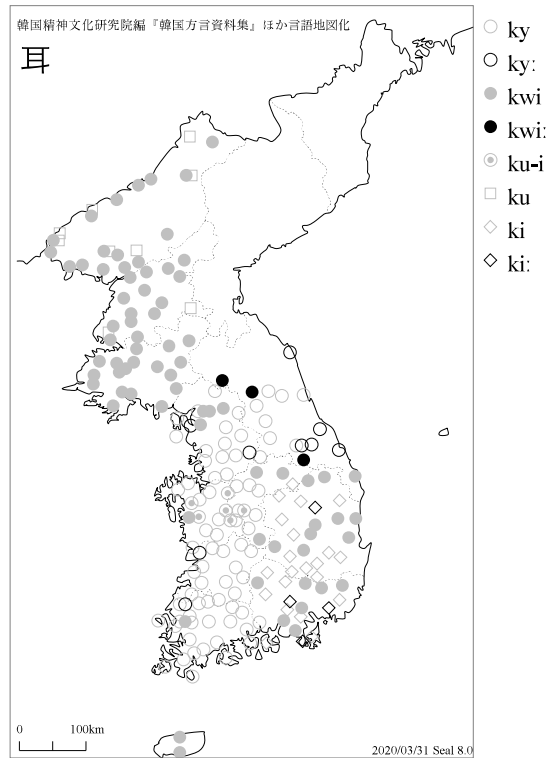 韓国精神文化研究院編『韓国方言資料集』ほか言語地図化
耳
ky
ky:
kwi
kwi:
ku-i
ku
ki
ki:
0 100km
2020/03/31 Seal 8.0